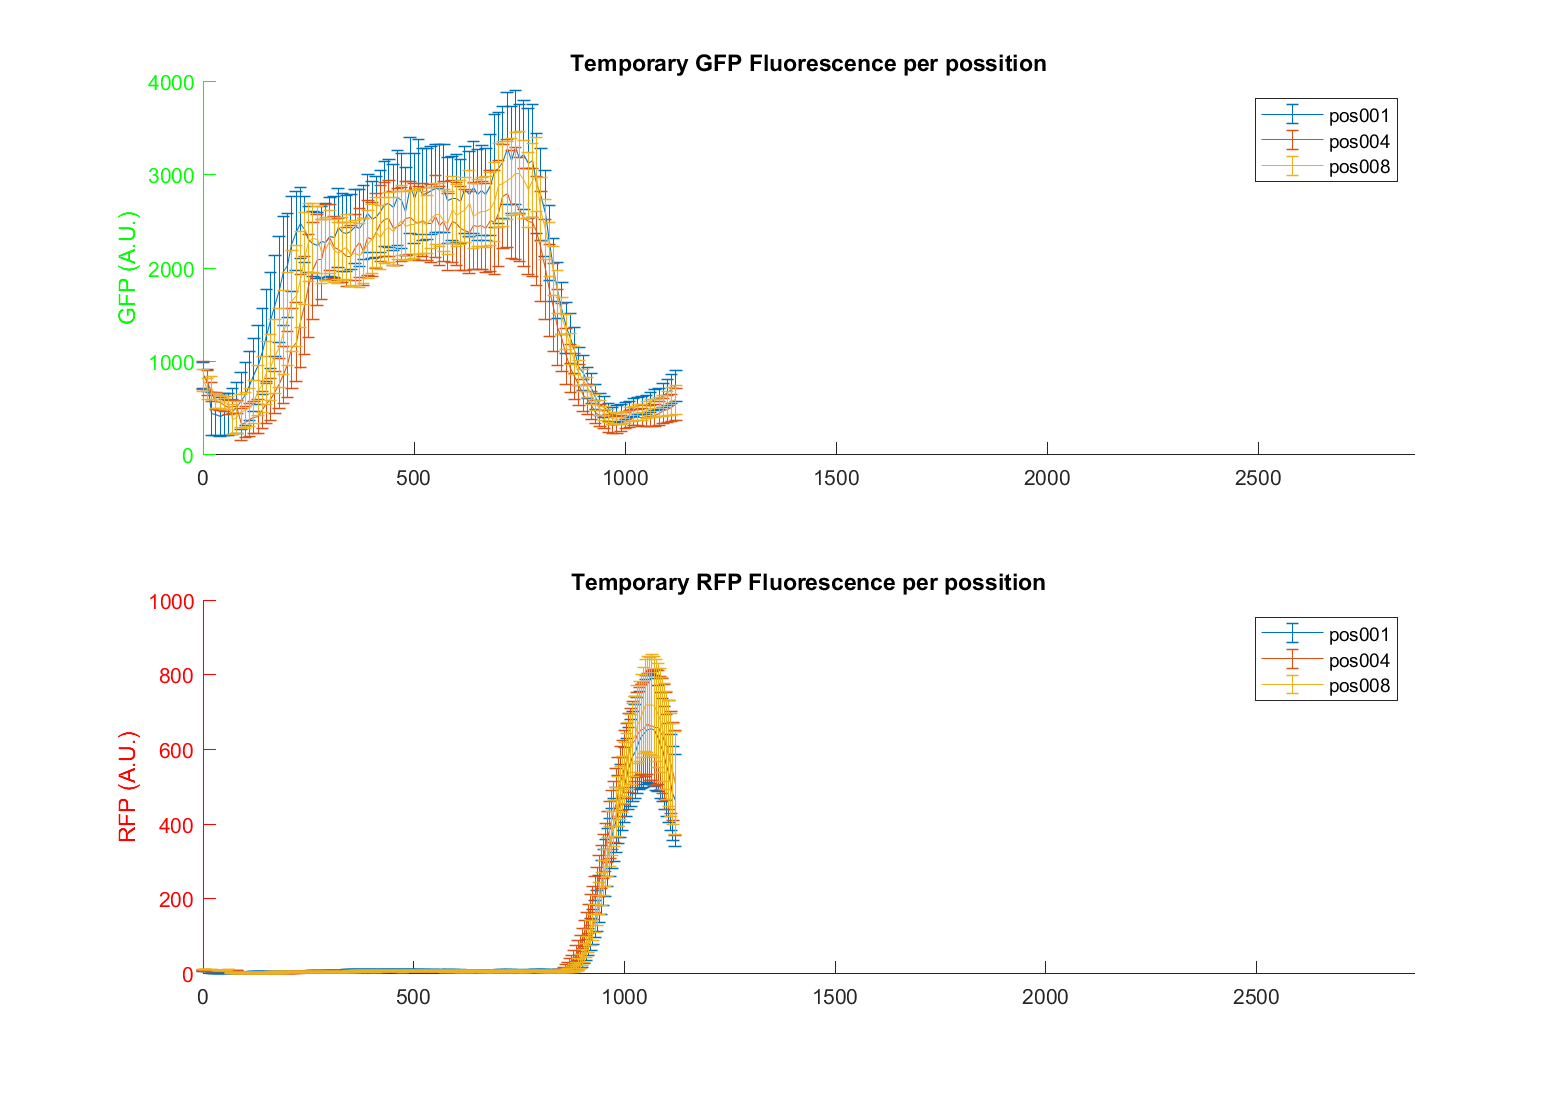 Temporary GFP Fluorescence per possition
GFP (A.U.)
4000
3000
2000
1000
0
0 500 1000 1500 2000 2500
pos001
pos004
pos008
Temporary RFP Fluorescence per possition
RFP (A.U.)
1000
800
600
400
200
0
0 500 1000 1500 2000 2500
pos001
pos004
pos008